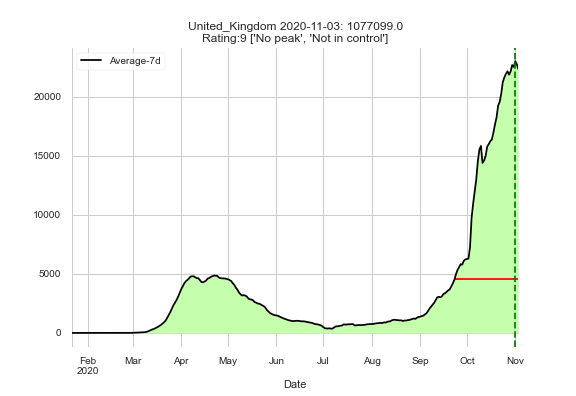 United_Kingdom 2020-11-03: 1077099.0
Rating:9 ['No peak', 'Not in control']
Average-7d
20000
15000
10000
5000
0
Feb Mar Apr May Jun Jul Aug Sep Oct Nov
2020
Date